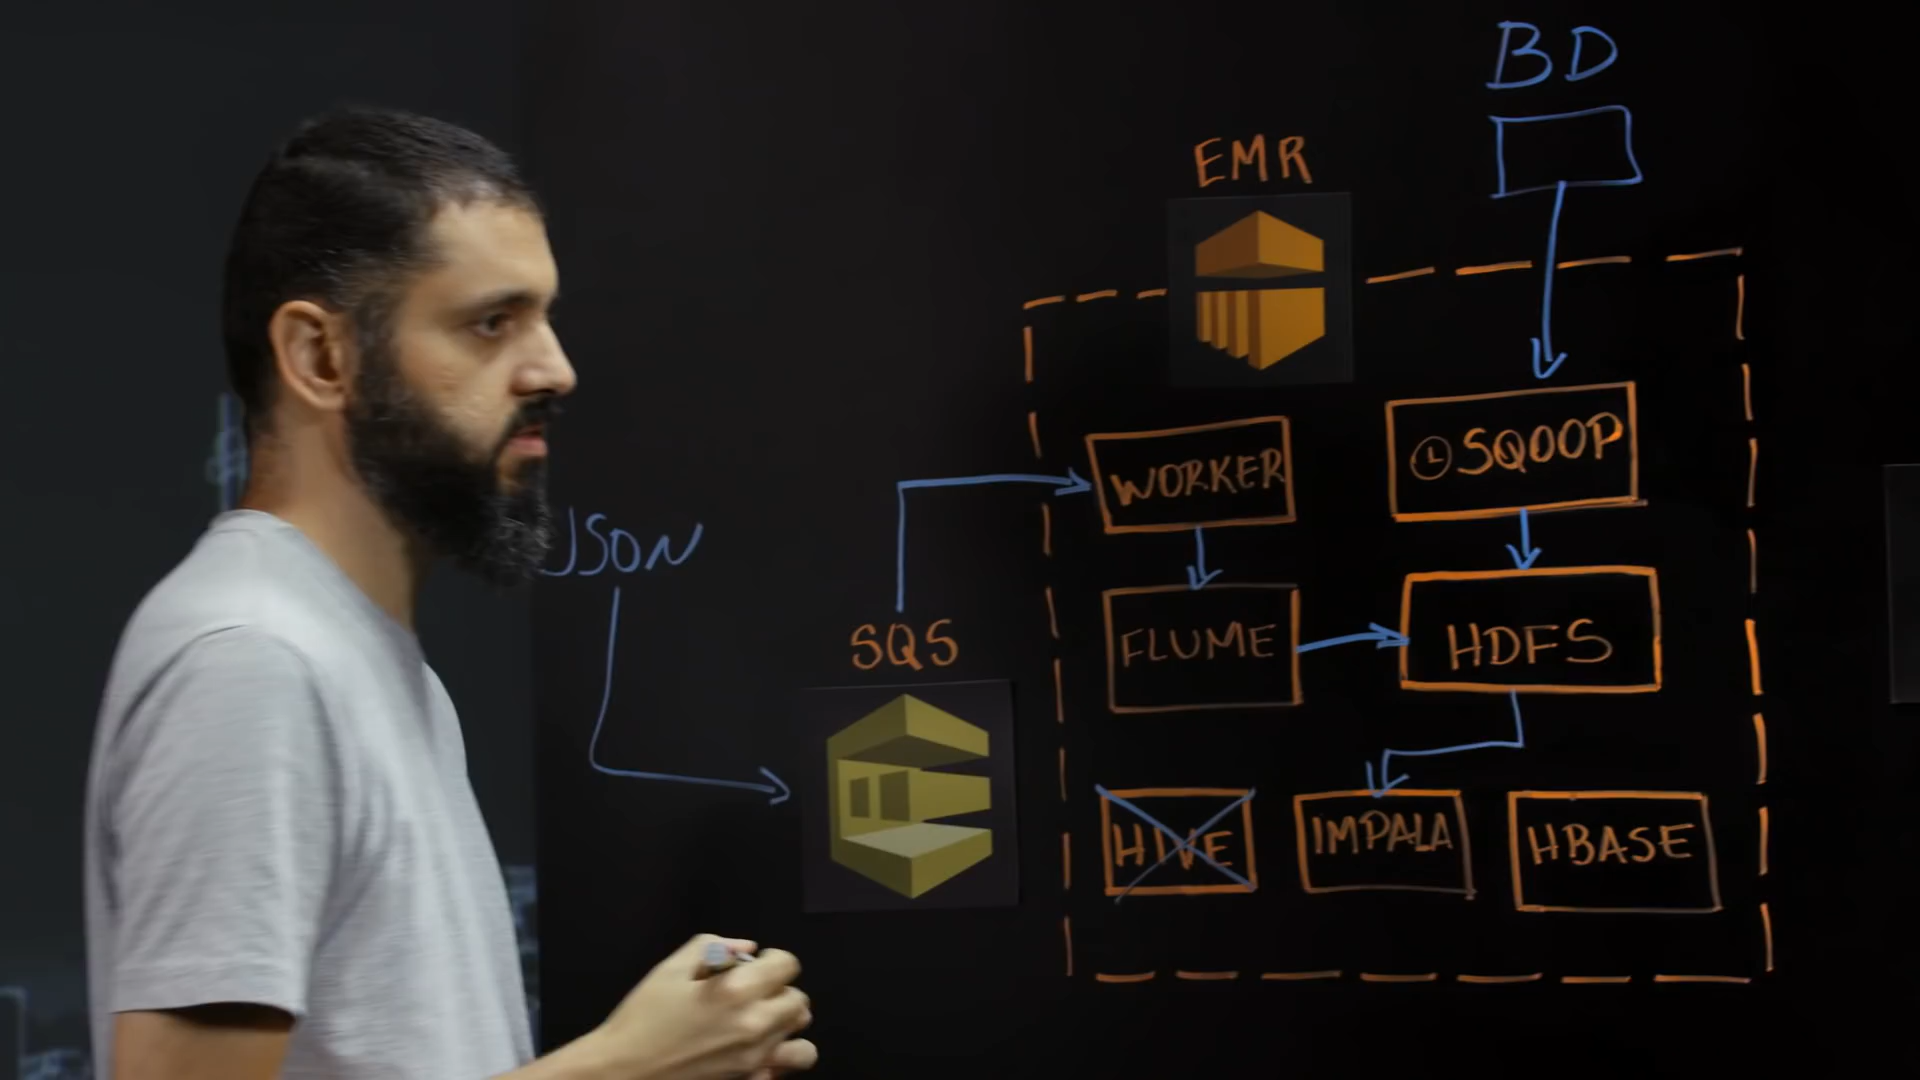 BD
EMR
SQOOP
WORKER
JSON
SQS
FLUME
HDFS
HIVE
IMPALA
HBASE